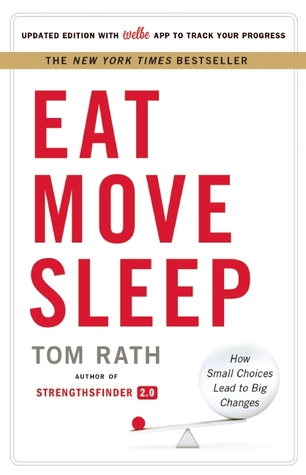 UPDATED EDITION WITH welbe APP TO TRACK YOUR PROGRESS
THE NEW YORK TIMES BESTSELLER
EAT
MOVE
SLEEP
TOM RATH
AUTHOR OF
STRENGTHSFINDER 2.0
How
Small Choices
Lead to Big
Changes